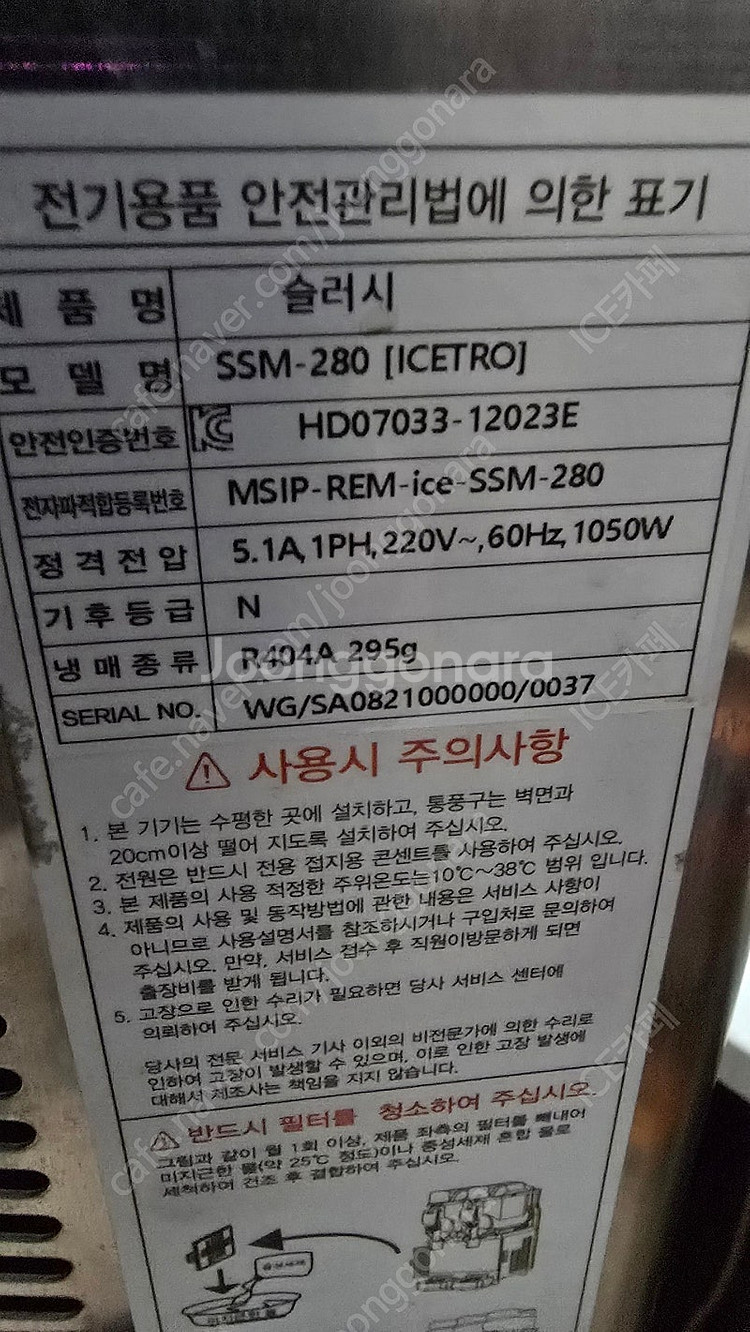 전기용품 안전관리법에 의한 표기
제 품 명 슬러시
모 델 명 SSM-280 [ICETRO]
안전인증번호 HD07033-12023E
전자파적합등록번호 MSIP-REM-ice-SSM-280
정격전압 5.1A, 1PH, 220V~, 60Hz, 1050W
기후등급 N
냉매종류 R404A 295g
SERIAL NO. WG/SA0821000000/0037
사용시 주의사항
1. 본 기기는 수평한 곳에 설치하고, 통풍구는 벽면과
20cm이상 떨어 지도록 설치하여 주십시오.
2. 전원은 반드시 전용 접지용 콘센트를 사용하여 주십시오.
3. 본 제품의 사용 적정한 주위온도는10℃~38℃ 범위 입니다.
4. 제품의 사용 및 동작방법에 관한 내용은 서비스 사항이
아니므로 사용설명서를 참조하시거나 구입처로 문의하여
주십시오. 만약, 서비스 접수 후 직원이방문하게 되면
출장비를 받게 됩니다.
5. 고장으로 인한 수리가 필요하면 당사 서비스 센터에
의뢰하여 주십시오.
당사의 전문 서비스 기사 이외의 비전문가에 의한 수리로
인하여 고장이 발생할 수 있으며, 이로 인한 고장 발생에
대해서 제조사는 책임을 지지 않습니다.
반드시 필터를 청소하여 주십시오.
그림과 같이 월 1회 이상, 제품 좌측의 필터를 빼내어
미지근한 물(약 25℃ 정도)이나 중성세제 혼합 물로
세척하여 건조 후 결합하여 주십시오.
중성세제
미지근한 물
Joonggonara
cafe.naver.com/joonggonara
ICE카페